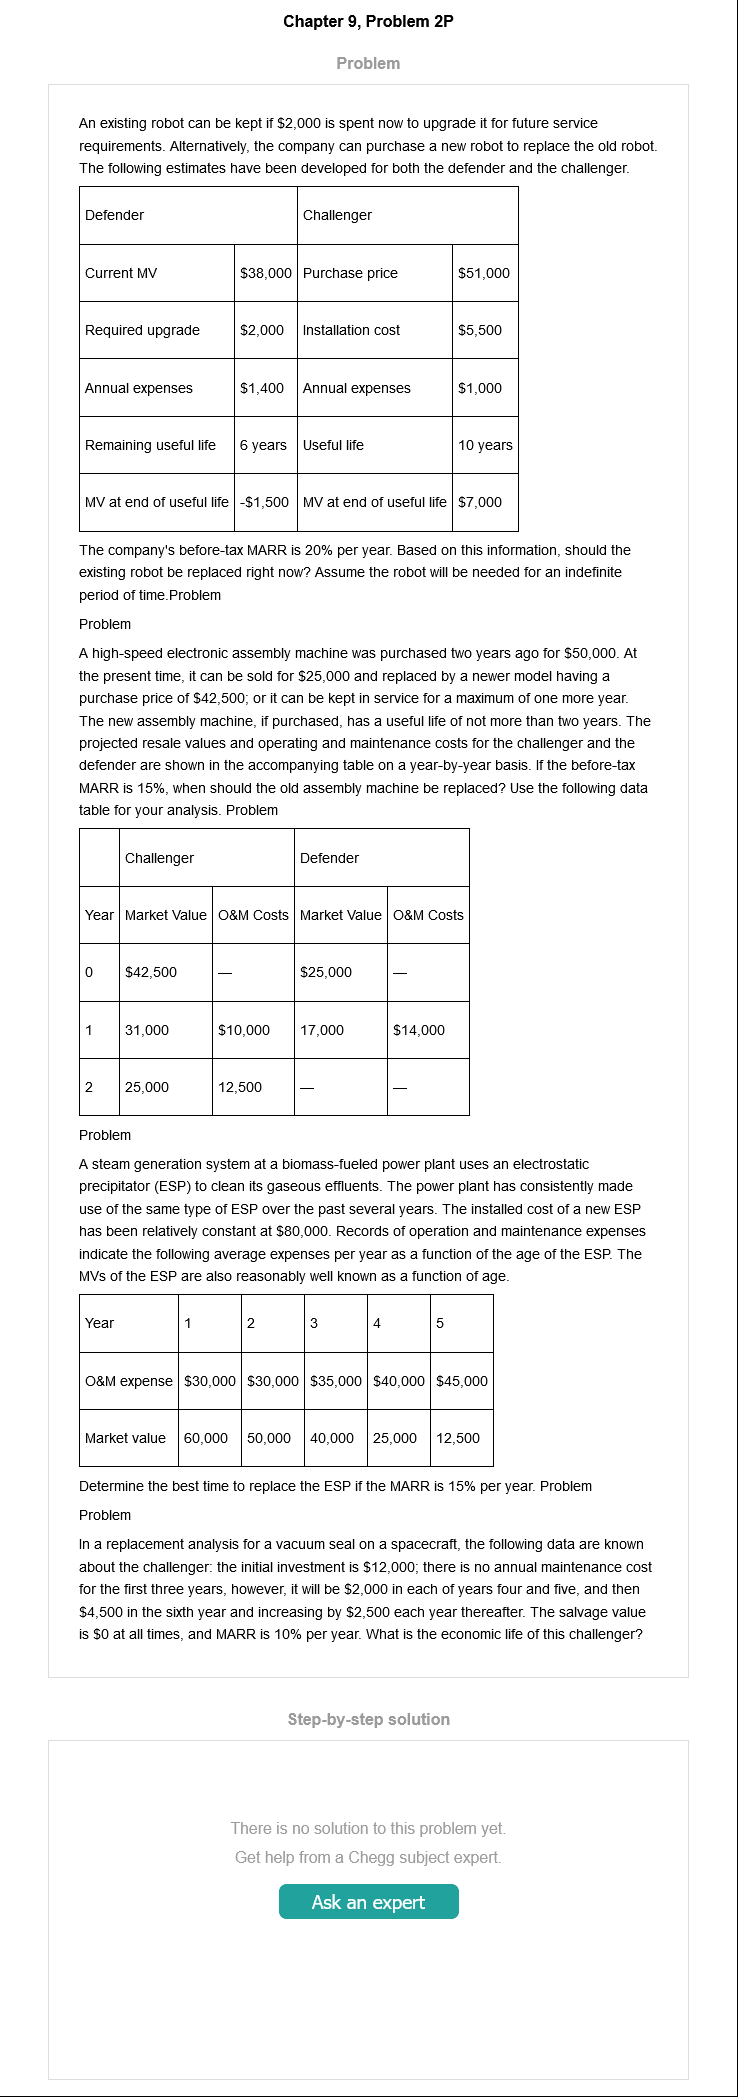 Chapter 9, Problem 2P
Problem
An existing robot can be kept if $2,000 is spent now to upgrade it for future service
requirements. Alternatively, the company can purchase a new robot to replace the old robot.
The following estimates have been developed for both the defender and the challenger.
Defender Challenger
Current MV $38,000 Purchase price $51,000
Required upgrade $2,000 Installation cost $5,500
Annual expenses $1,400 Annual expenses $1,000
Remaining useful life 6 years Useful life 10 years
MV at end of useful life -$1,500 MV at end of useful life $7,000
The company's before-tax MARR is 20% per year. Based on this information, should the
existing robot be replaced right now? Assume the robot will be needed for an indefinite
period of time.Problem
Problem
A high-speed electronic assembly machine was purchased two years ago for $50,000. At
the present time, it can be sold for $25,000 and replaced by a newer model having a
purchase price of $42,500; or it can be kept in service for a maximum of one more year.
The new assembly machine, if purchased, has a useful life of not more than two years. The
projected resale values and operating and maintenance costs for the challenger and the
defender are shown in the accompanying table on a year-by-year basis. If the before-tax
MARR is 15%, when should the old assembly machine be replaced? Use the following data
table for your analysis. Problem
Challenger Defender
Year Market Value O&M Costs Market Value O&M Costs
0 $42,500 — $25,000 —
1 31,000 $10,000 17,000 $14,000
2 25,000 12,500 — —
Problem
A steam generation system at a biomass-fueled power plant uses an electrostatic
precipitator (ESP) to clean its gaseous effluents. The power plant has consistently made
use of the same type of ESP over the past several years. The installed cost of a new ESP
has been relatively constant at $80,000. Records of operation and maintenance expenses
indicate the following average expenses per year as a function of the age of the ESP. The
MVs of the ESP are also reasonably well known as a function of age.
Year 1 2 3 4 5
O&M expense $30,000 $30,000 $35,000 $40,000 $45,000
Market value 60,000 50,000 40,000 25,000 12,500
Determine the best time to replace the ESP if the MARR is 15% per year. Problem
Problem
In a replacement analysis for a vacuum seal on a spacecraft, the following data are known
about the challenger: the initial investment is $12,000; there is no annual maintenance cost
for the first three years, however, it will be $2,000 in each of years four and five, and then
$4,500 in the sixth year and increasing by $2,500 each year thereafter. The salvage value
is $0 at all times, and MARR is 10% per year. What is the economic life of this challenger?
Step-by-step solution
There is no solution to this problem yet.
Get help from a Chegg subject expert.
Ask an expert